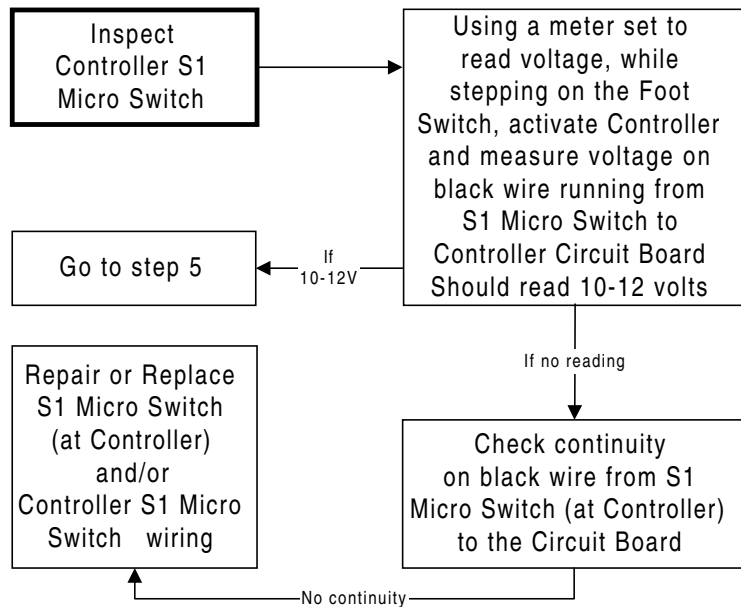 Inspect
Controller S1
Micro Switch
Using a meter set to
read voltage, while
stepping on the Foot
Switch, activate Controller
and measure voltage on
black wire running from
S1 Micro Switch to
Controller Circuit Board
Should read 10-12 volts
If
10-12V
Go to step 5
If no reading
Check continuity
on black wire from S1
Micro Switch (at Controller)
to the Circuit Board
No continuity
Repair or Replace
S1 Micro Switch
(at Controller)
and/or
Controller S1 Micro
Switch wiring